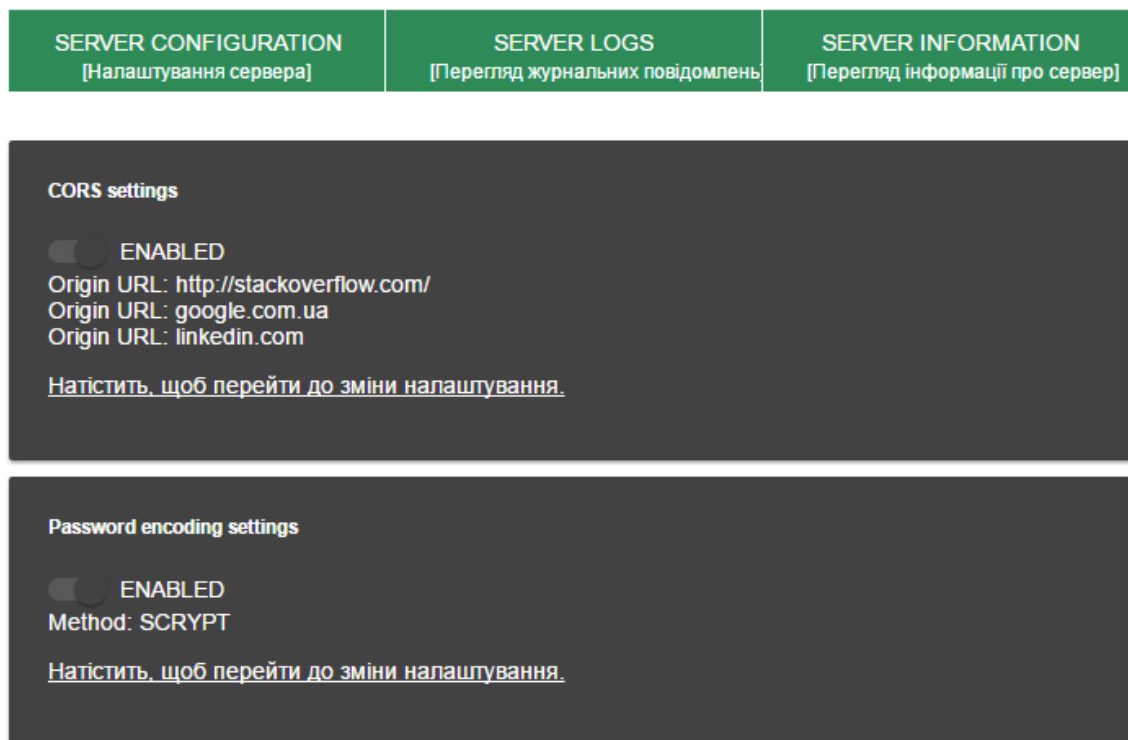 SERVER CONFIGURATION
[Налаштування сервера]
SERVER LOGS
[Перегляд журнальних повідомлень]
SERVER INFORMATION
[Перегляд інформації про сервер]
CORS settings
ENABLED
Origin URL: http://stackoverflow.com/
Origin URL: google.com.ua
Origin URL: linkedin.com
Натістить, щоб перейти до зміни налаштування.
Password encoding settings
ENABLED
Method: SCRYPT
Натістить, щоб перейти до зміни налаштування.